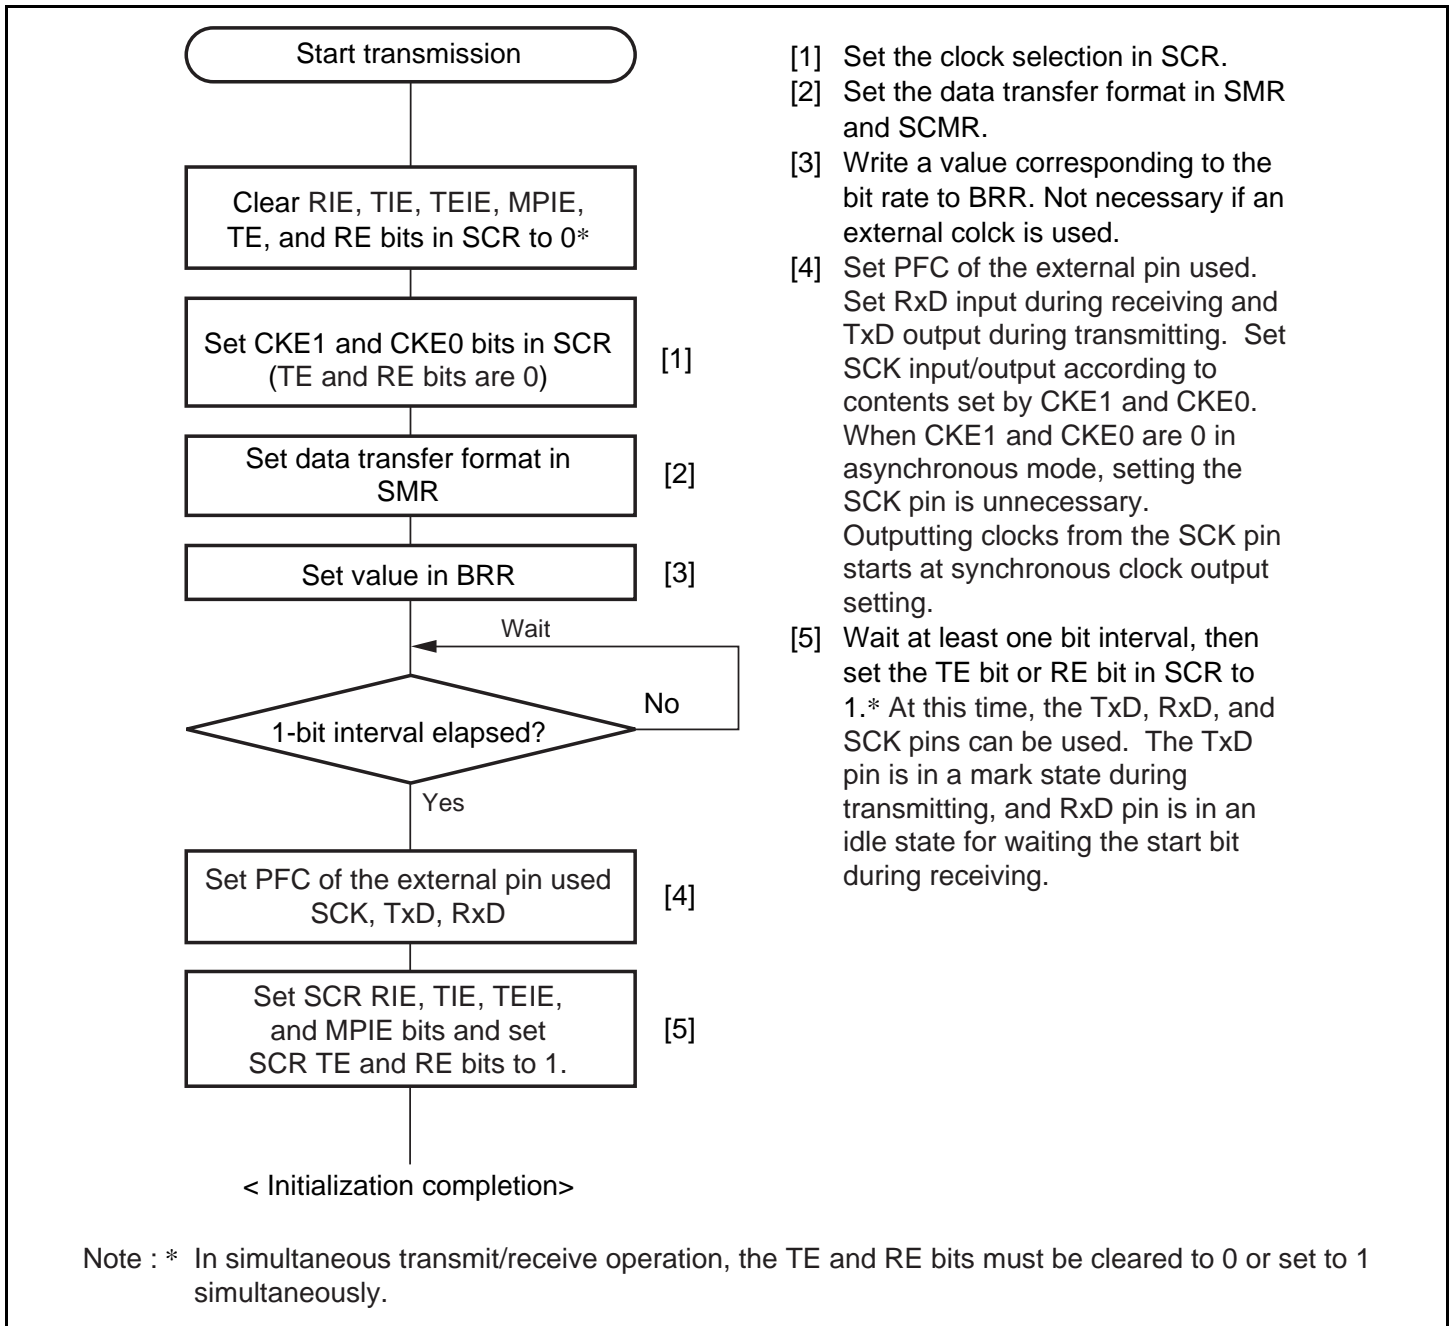 Start transmission
Clear RIE, TIE, TEIE, MPIE,
TE, and RE bits in SCR to 0*
Set CKE1 and CKE0 bits in SCR
(TE and RE bits are 0)
[1]
Set data transfer format in
SMR
[2]
Set value in BRR
[3]
Wait
No
1-bit interval elapsed?
Yes
Set PFC of the external pin used
SCK, TxD, RxD
[4]
Set SCR RIE, TIE, TEIE,
and MPIE bits and set
SCR TE and RE bits to 1.
[5]
< Initialization completion>
[1] Set the clock selection in SCR.
[2] Set the data transfer format in SMR
and SCMR.
[3] Write a value corresponding to the
bit rate to BRR. Not necessary if an
external colck is used.
[4] Set PFC of the external pin used.
Set RxD input during receiving and
TxD output during transmitting. Set
SCK input/output according to
contents set by CKE1 and CKE0.
When CKE1 and CKE0 are 0 in
asynchronous mode, setting the
SCK pin is unnecessary.
Outputting clocks from the SCK pin
starts at synchronous clock output
setting.
[5] Wait at least one bit interval, then
set the TE bit or RE bit in SCR to
1.* At this time, the TxD, RxD, and
SCK pins can be used. The TxD
pin is in a mark state during
transmitting, and RxD pin is in an
idle state for waiting the start bit
during receiving.
Note : * In simultaneous transmit/receive operation, the TE and RE bits must be cleared to 0 or set to 1
simultaneously.